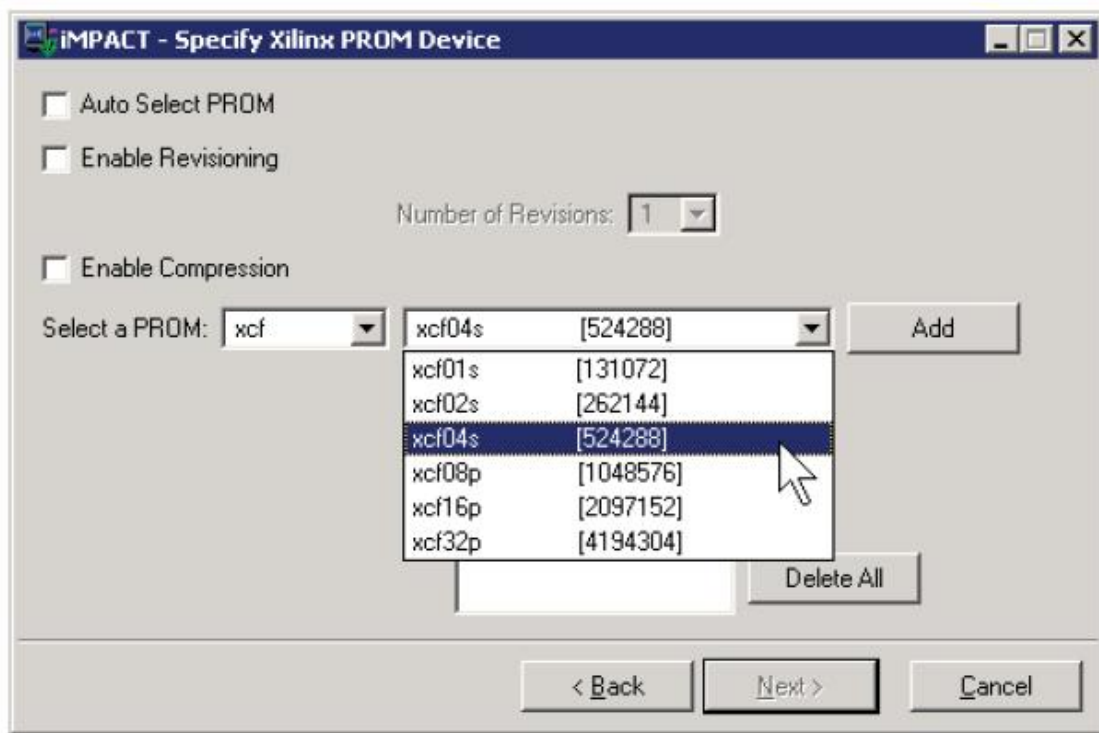 iMPACT - Specify Xilinx PROM Device
Auto Select PROM
Enable Revisioning
Number of Revisions: 1
Enable Compression
Select a PROM: xcf xcf04s [524288] Add
xcf01s [131072]
xcf02s [262144]
xcf04s [524288]
xcf08p [1048576]
xcf16p [2097152]
xcf32p [4194304]
Delete All
< Back Next > Cancel